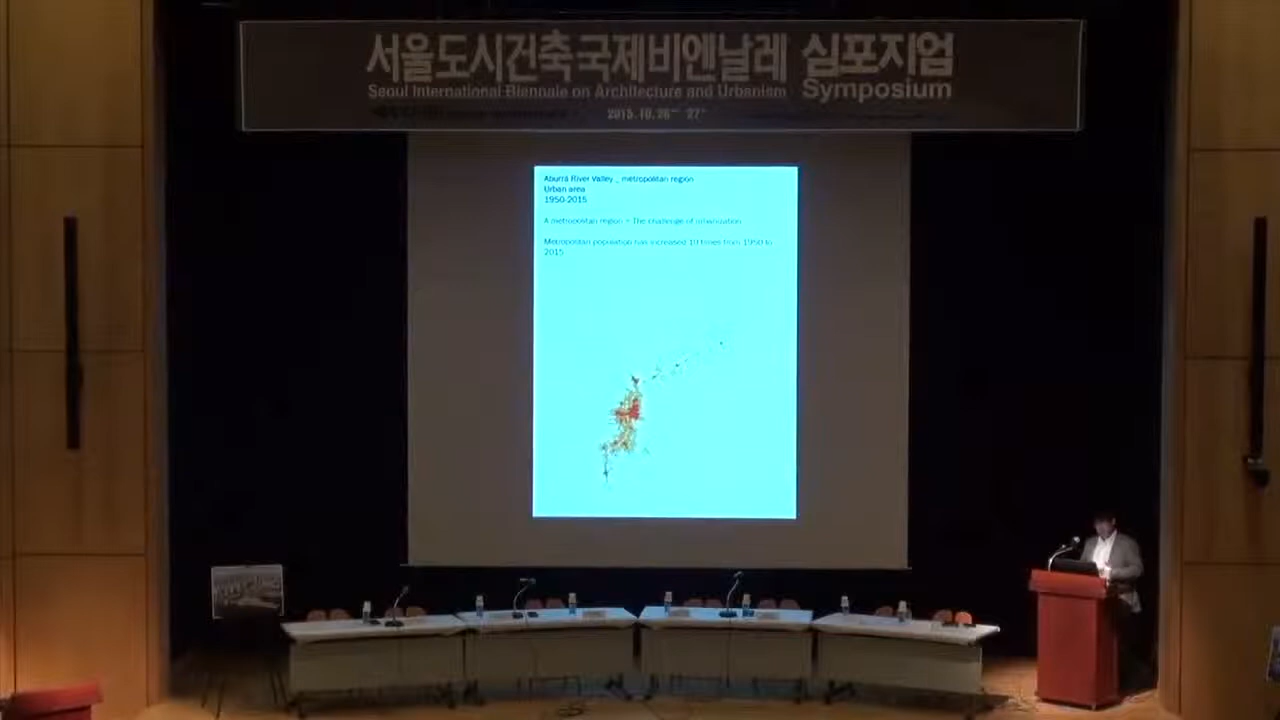 서울도시건축국제비엔날레 심포지엄
Seoul International Biennale on Architecture and Urbanism Symposium
2015.10.26 27
Aburrá River Valley _ metropolitan region
Urban area
1950-2015
A metropolitan region + The challenge of urbanization
Metropolitan population has increased 10 times from 1950 to
2015